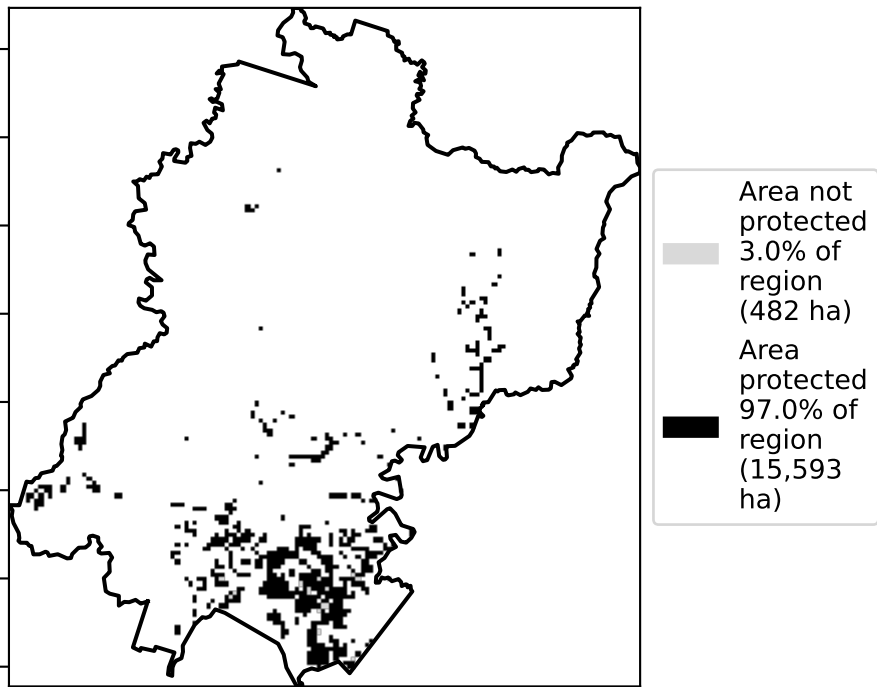 Area not
protected
3.0% of
region
(482 ha)
Area
protected
97.0% of
region
(15,593
ha)